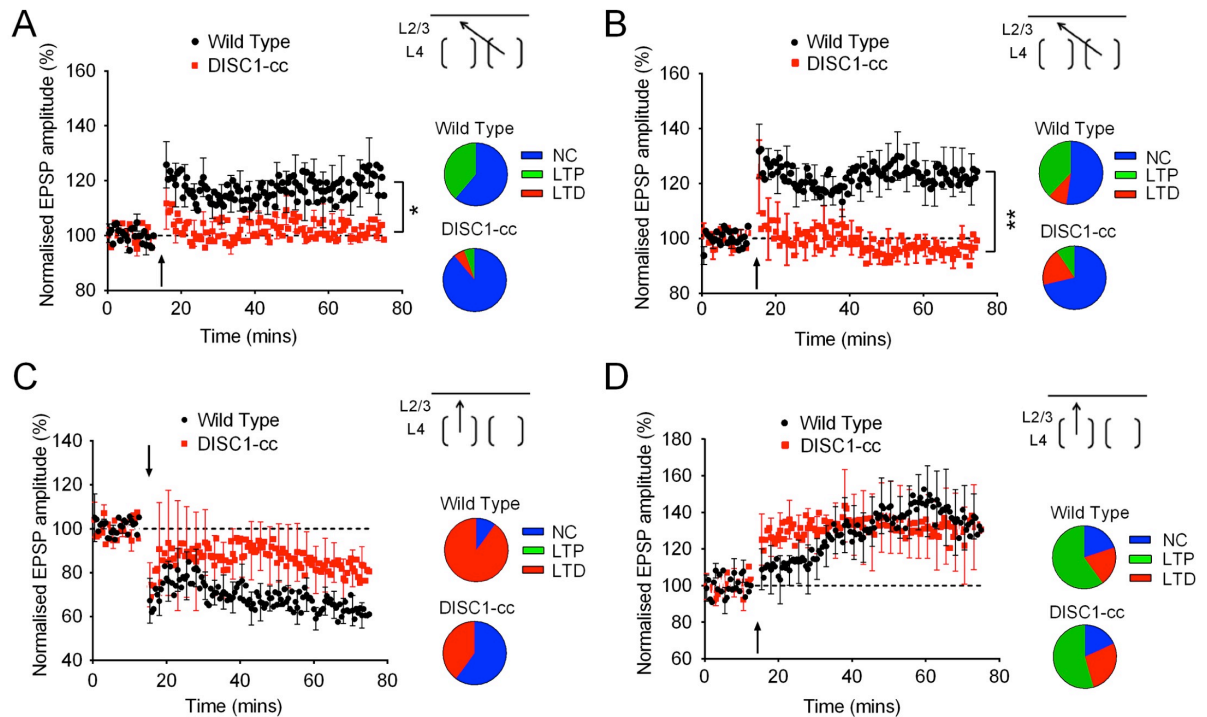 A
Wild Type
DISC1-cc
L2/3
L4
Normalised EPSP amplitude (%)
160
140
120
100
80
0
20
40
60
80
Time (mins)
*
Wild Type
NC
LTP
LTD
DISC1-cc
B
Wild Type
DISC1-cc
L2/3
L4
Normalised EPSP amplitude (%)
160
140
120
100
80
0
20
40
60
80
Time (mins)
**
Wild Type
NC
LTP
LTD
DISC1-cc
C
Wild Type
DISC1-cc
L2/3
L4
Normalised EPSP amplitude (%)
140
120
100
80
60
40
0
20
40
60
80
Time (mins)
Wild Type
NC
LTP
LTD
DISC1-cc
D
Wild Type
DISC1-cc
L2/3
L4
Normalised EPSP amplitude (%)
180
160
140
120
100
80
60
0
20
40
60
80
Time (mins)
Wild Type
NC
LTP
LTD
DISC1-cc